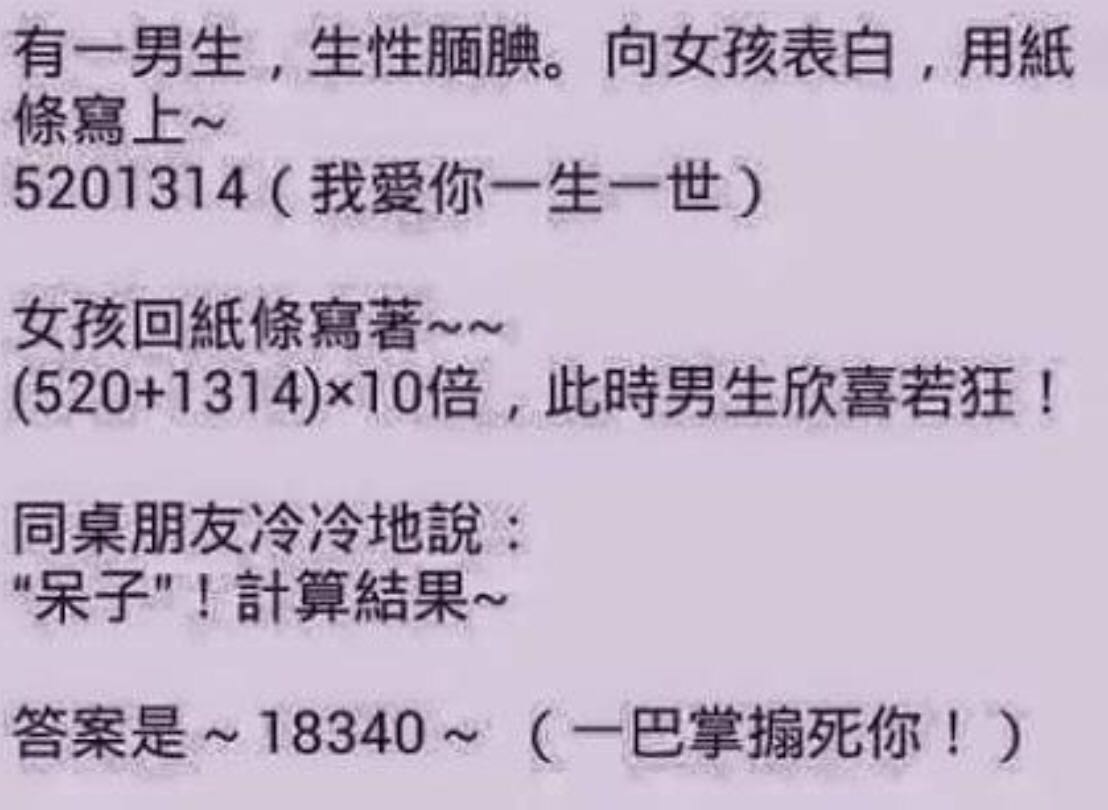 有一男生，生性腼腆。向女孩表白，用紙
條寫上~
5201314（我愛你一生一世）
女孩回紙條寫著~~
(520+1314)×10倍，此時男生欣喜若狂！
同桌朋友冷冷地說：
“呆子”！計算結果~
答案是～18340～（一巴掌搧死你！）